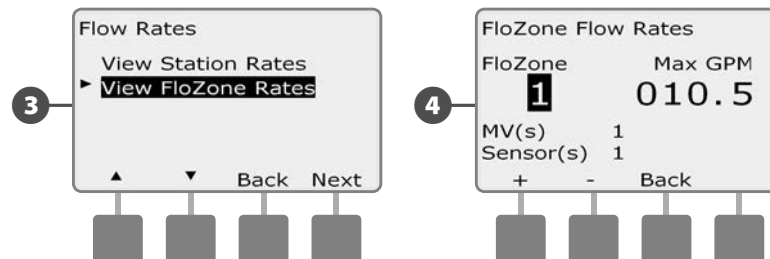 3
Flow Rates
View Station Rates
► View FloZone Rates
▲ ▼ Back Next
4
FloZone Flow Rates
FloZone Max GPM
1 010.5
MV(s) 1
Sensor(s) 1
+ - Back